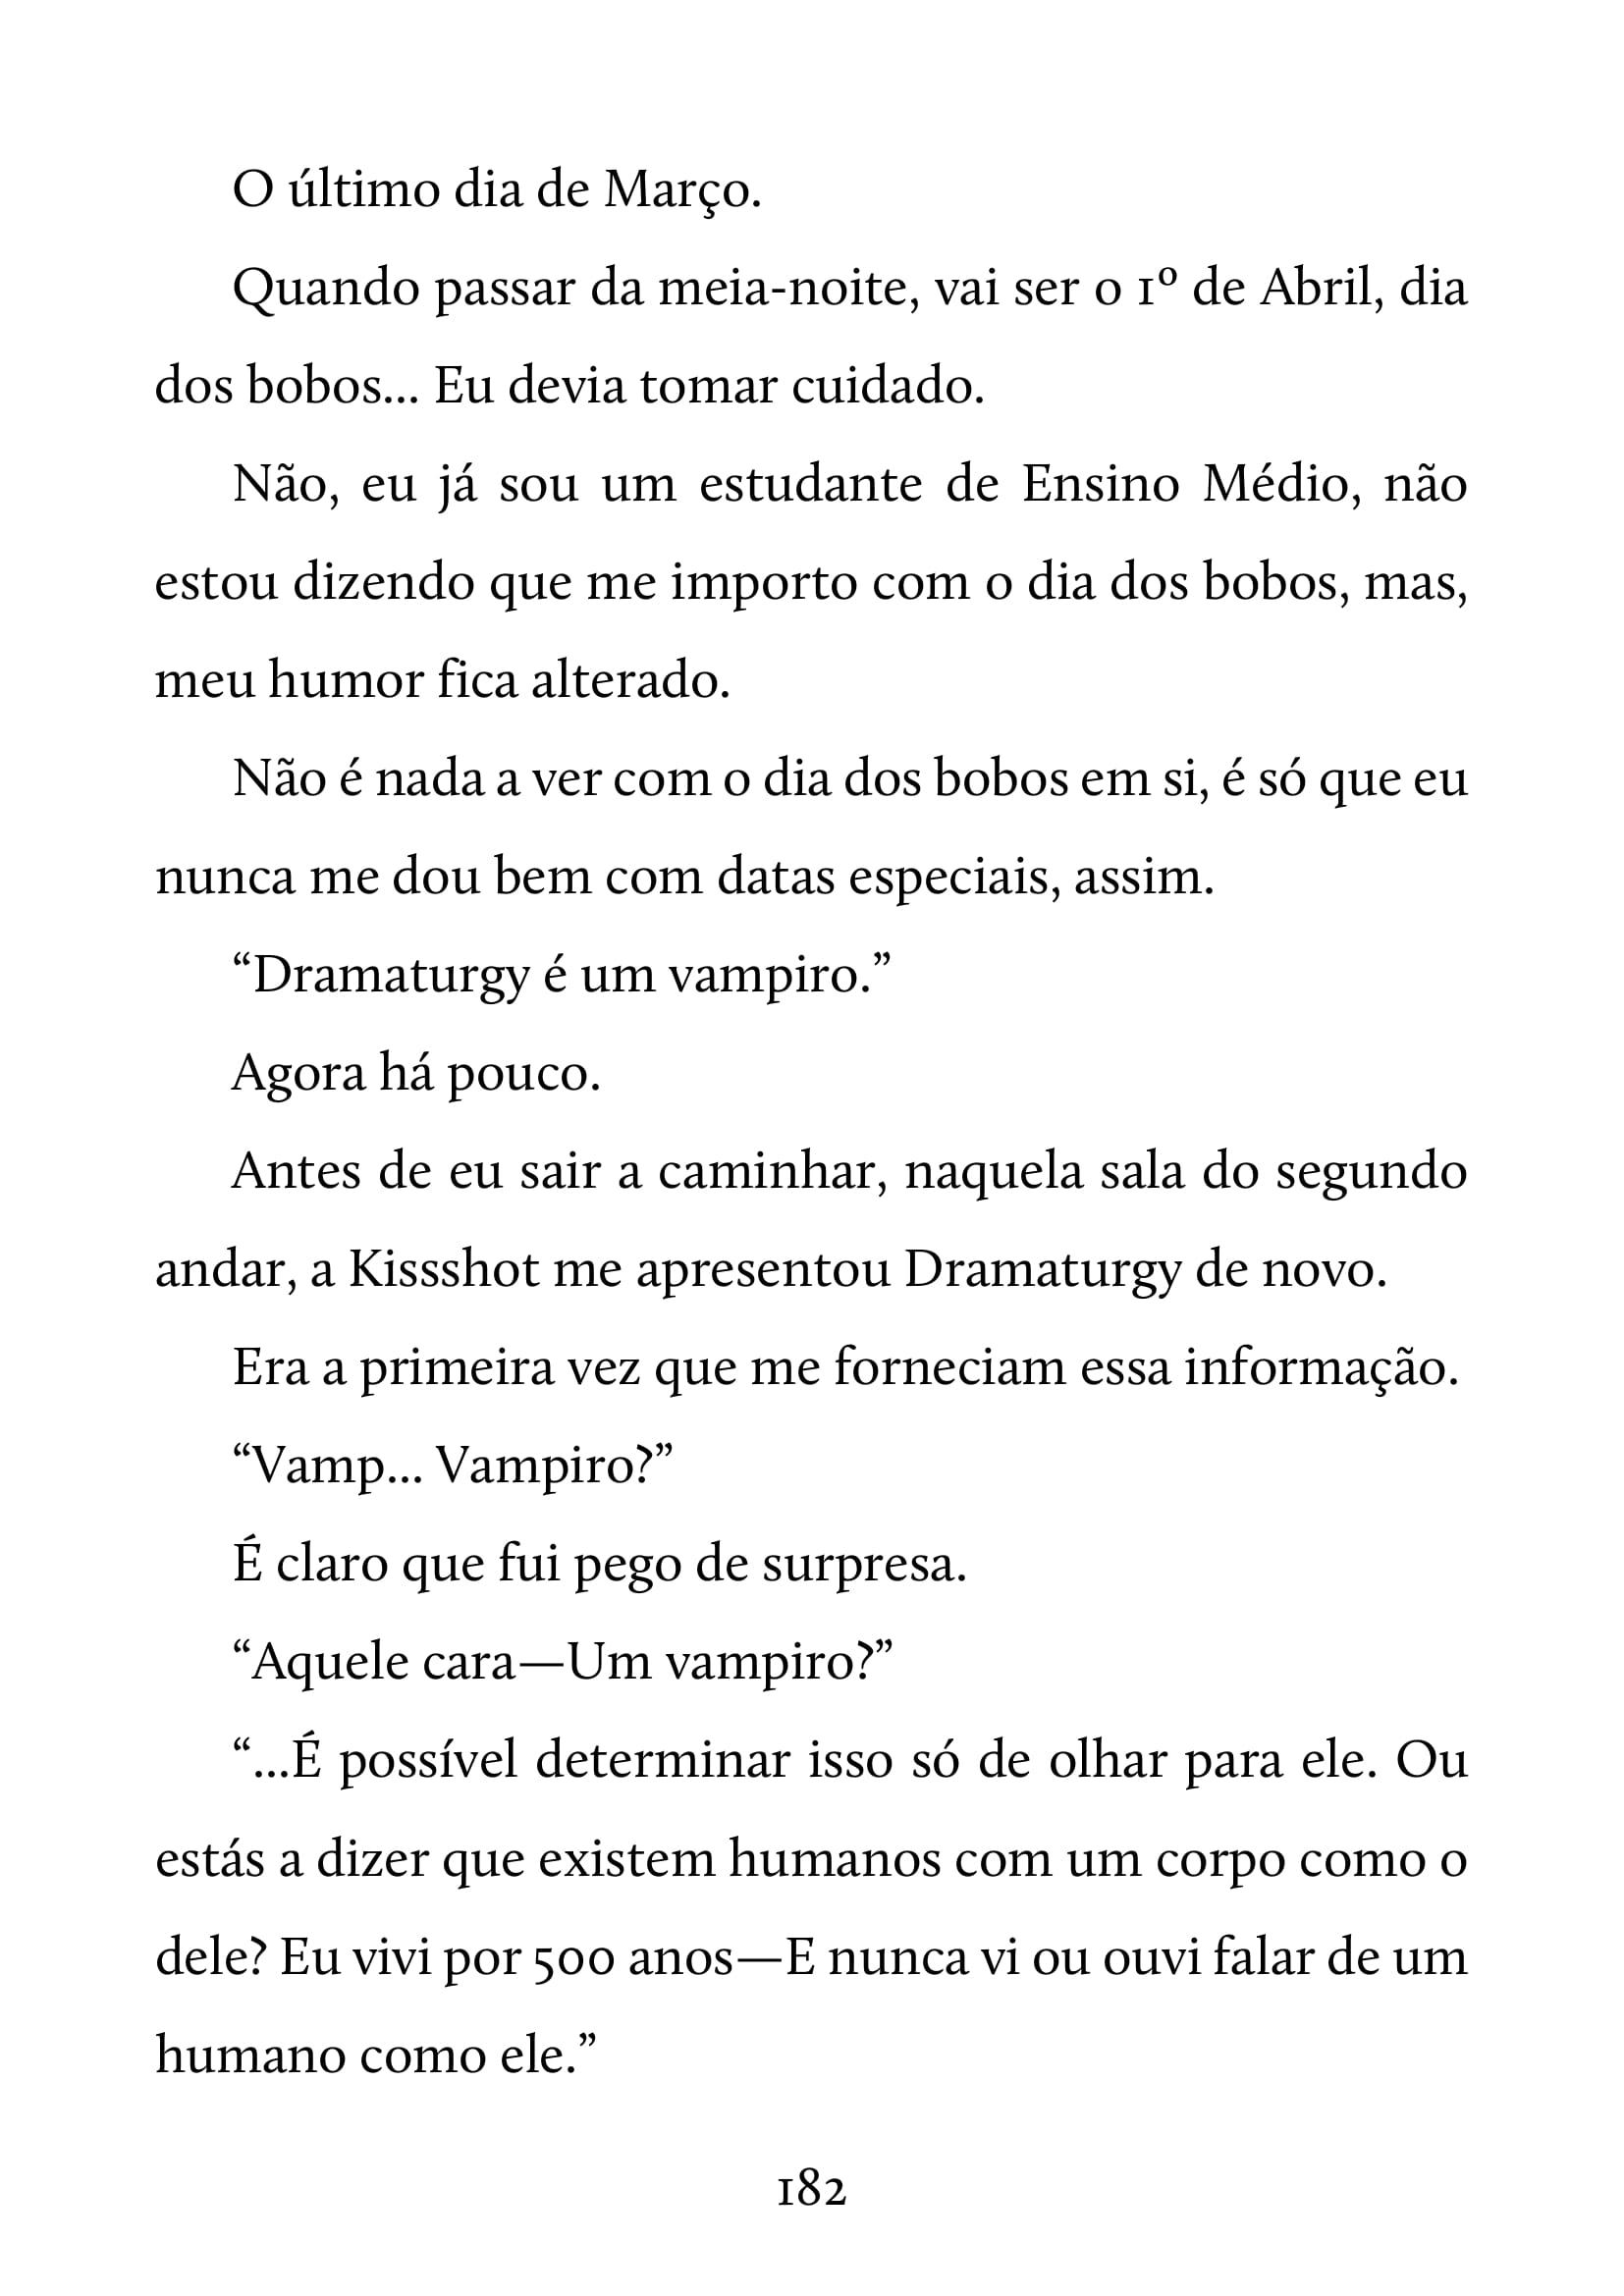 O último dia de Março.
Quando passar da meia-noite, vai ser o 1º de Abril, dia
dos bobos... Eu devia tomar cuidado.
Não, eu já sou um estudante de Ensino Médio, não
estou dizendo que me importo com o dia dos bobos, mas,
meu humor fica alterado.
Não é nada a ver com o dia dos bobos em si, é só que eu
nunca me dou bem com datas especiais, assim.
“Dramaturgy é um vampiro.”
Agora há pouco.
Antes de eu sair a caminhar, naquela sala do segundo
andar, a Kissshot me apresentou Dramaturgy de novo.
Era a primeira vez que me forneciam essa informação.
“Vamp... Vampiro?”
É claro que fui pego de surpresa.
“Aquele cara—Um vampiro?”
“...É possível determinar isso só de olhar para ele. Ou
estás a dizer que existem humanos com um corpo como o
dele? Eu vivi por 500 anos—E nunca vi ou ouvi falar de um
humano como ele.”
182